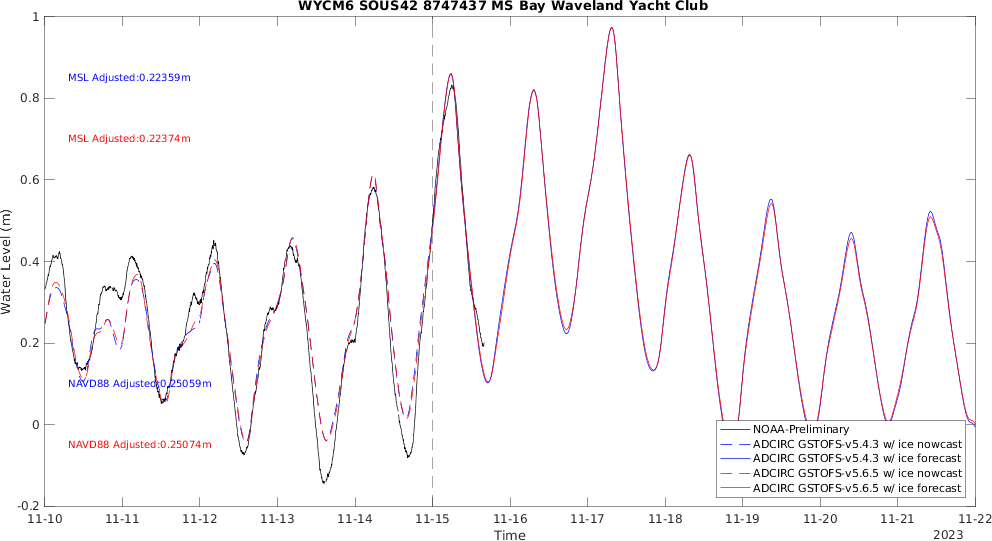 WYCM6 SOUS42 8747437 MS Bay Waveland Yacht Club
Water Level (m)
1
0.8
0.6
0.4
0.2
0
-0.2
MSL Adjusted:0.22359m
MSL Adjusted:0.22374m
NAVD88 Adjusted:0.25059m
NAVD88 Adjusted:0.25074m
NOAA-Preliminary
ADCIRC GSTOFS-v5.4.3 w/ ice nowcast
ADCIRC GSTOFS-v5.4.3 w/ ice forecast
ADCIRC GSTOFS-v5.6.5 w/ ice nowcast
ADCIRC GSTOFS-v5.6.5 w/ ice forecast
11-10 11-11 11-12 11-13 11-14 11-15 11-16 11-17 11-18 11-19 11-20 11-21 11-22
Time
2023